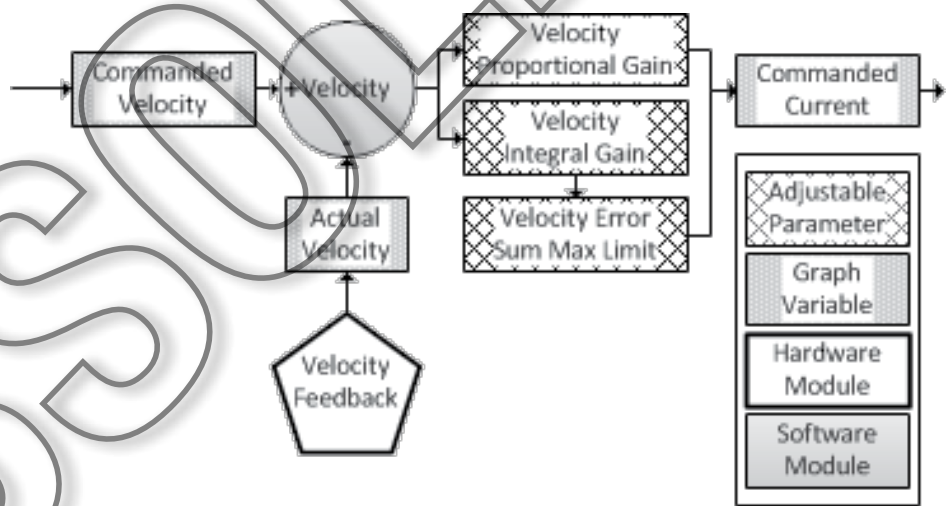 Commanded
Velocity
+Velocity
-
Velocity
Proportional Gain
Velocity
Integral Gain
Velocity Error
Sum Max Limit
Commanded
Current
Actual
Velocity
Velocity
Feedback
Adjustable
Parameter
Graph
Variable
Hardware
Module
Software
Module